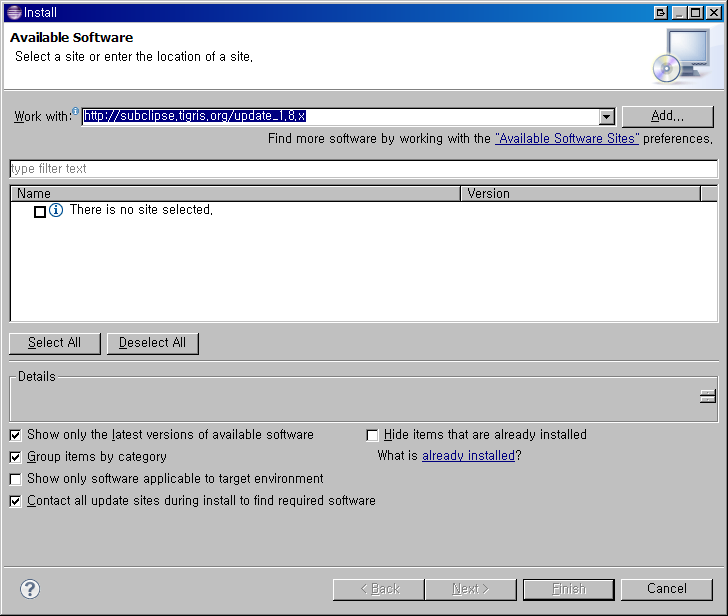 Install
Available Software
Select a site or enter the location of a site.
Work with: http://subclipse.tigris.org/update_1.8.x Add...
Find more software by working with the "Available Software Sites" preferences.
type filter text
Name Version
There is no site selected.
Select All Deselect All
Details
Show only the latest versions of available software Hide items that are already installed
Group items by category What is already installed?
Show only software applicable to target environment
Contact all update sites during install to find required software
? < Back Next > Finish Cancel